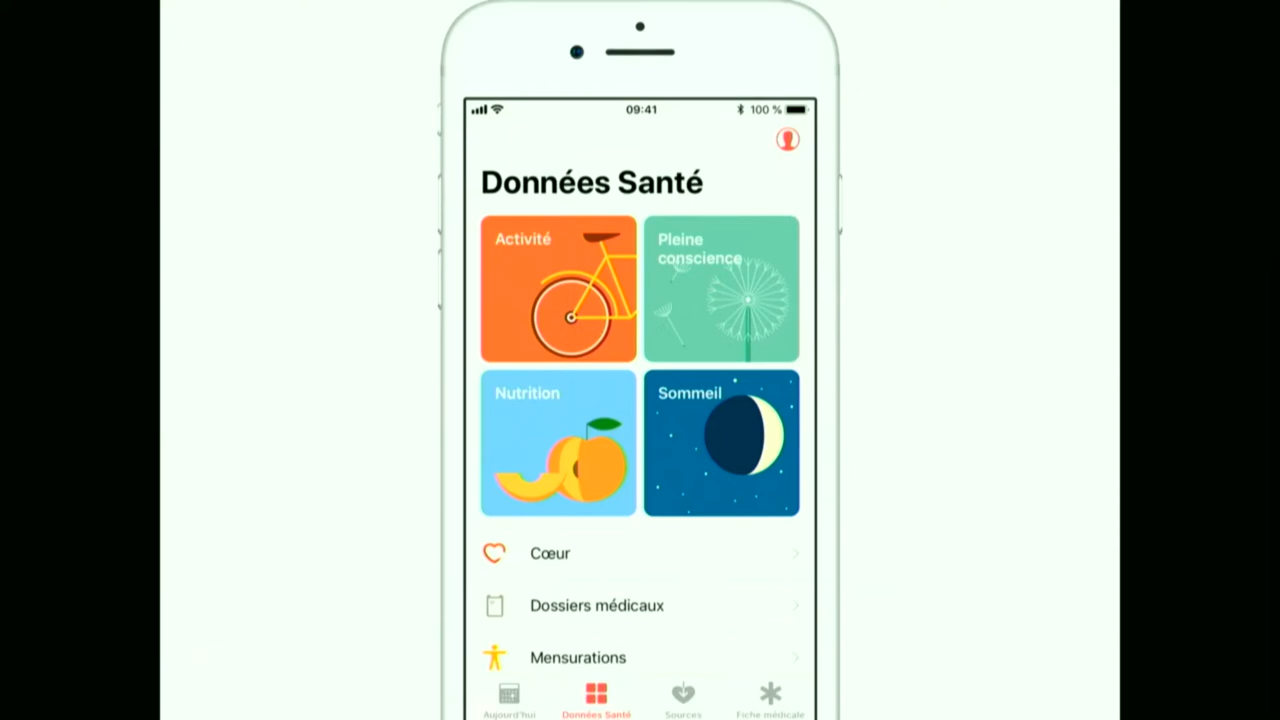 09:41
100 %
Données Santé
Activité
Pleine
conscience
Nutrition
Sommeil
Cœur
Dossiers médicaux
Mensurations
Aujourd'hui
Données Santé
Sources
Fiche médicale